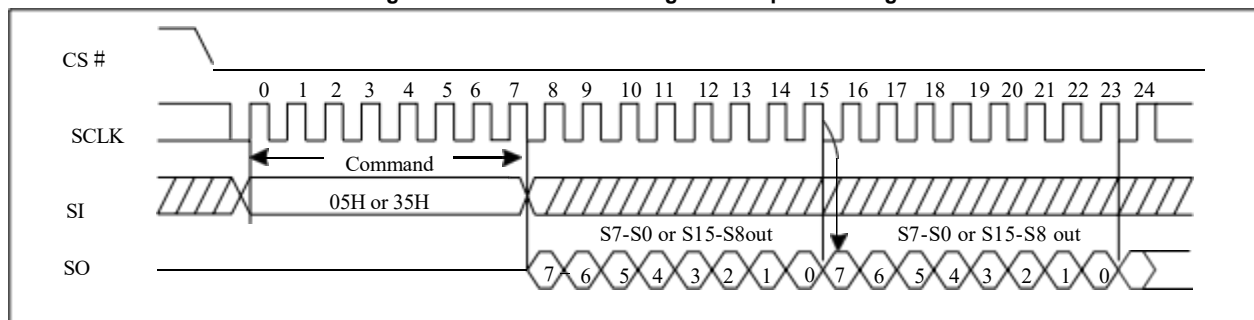 CS #
0 1 2 3 4 5 6 7 8 9 10 11 12 13 14 15 16 17 18 19 20 21 22 23 24
SCLK
Command
SI
05H or 35H
S7-S0 or S15-S8out
S7-S0 or S15-S8 out
SO
7 6 5 4 3 2 1 0 7 6 5 4 3 2 1 0